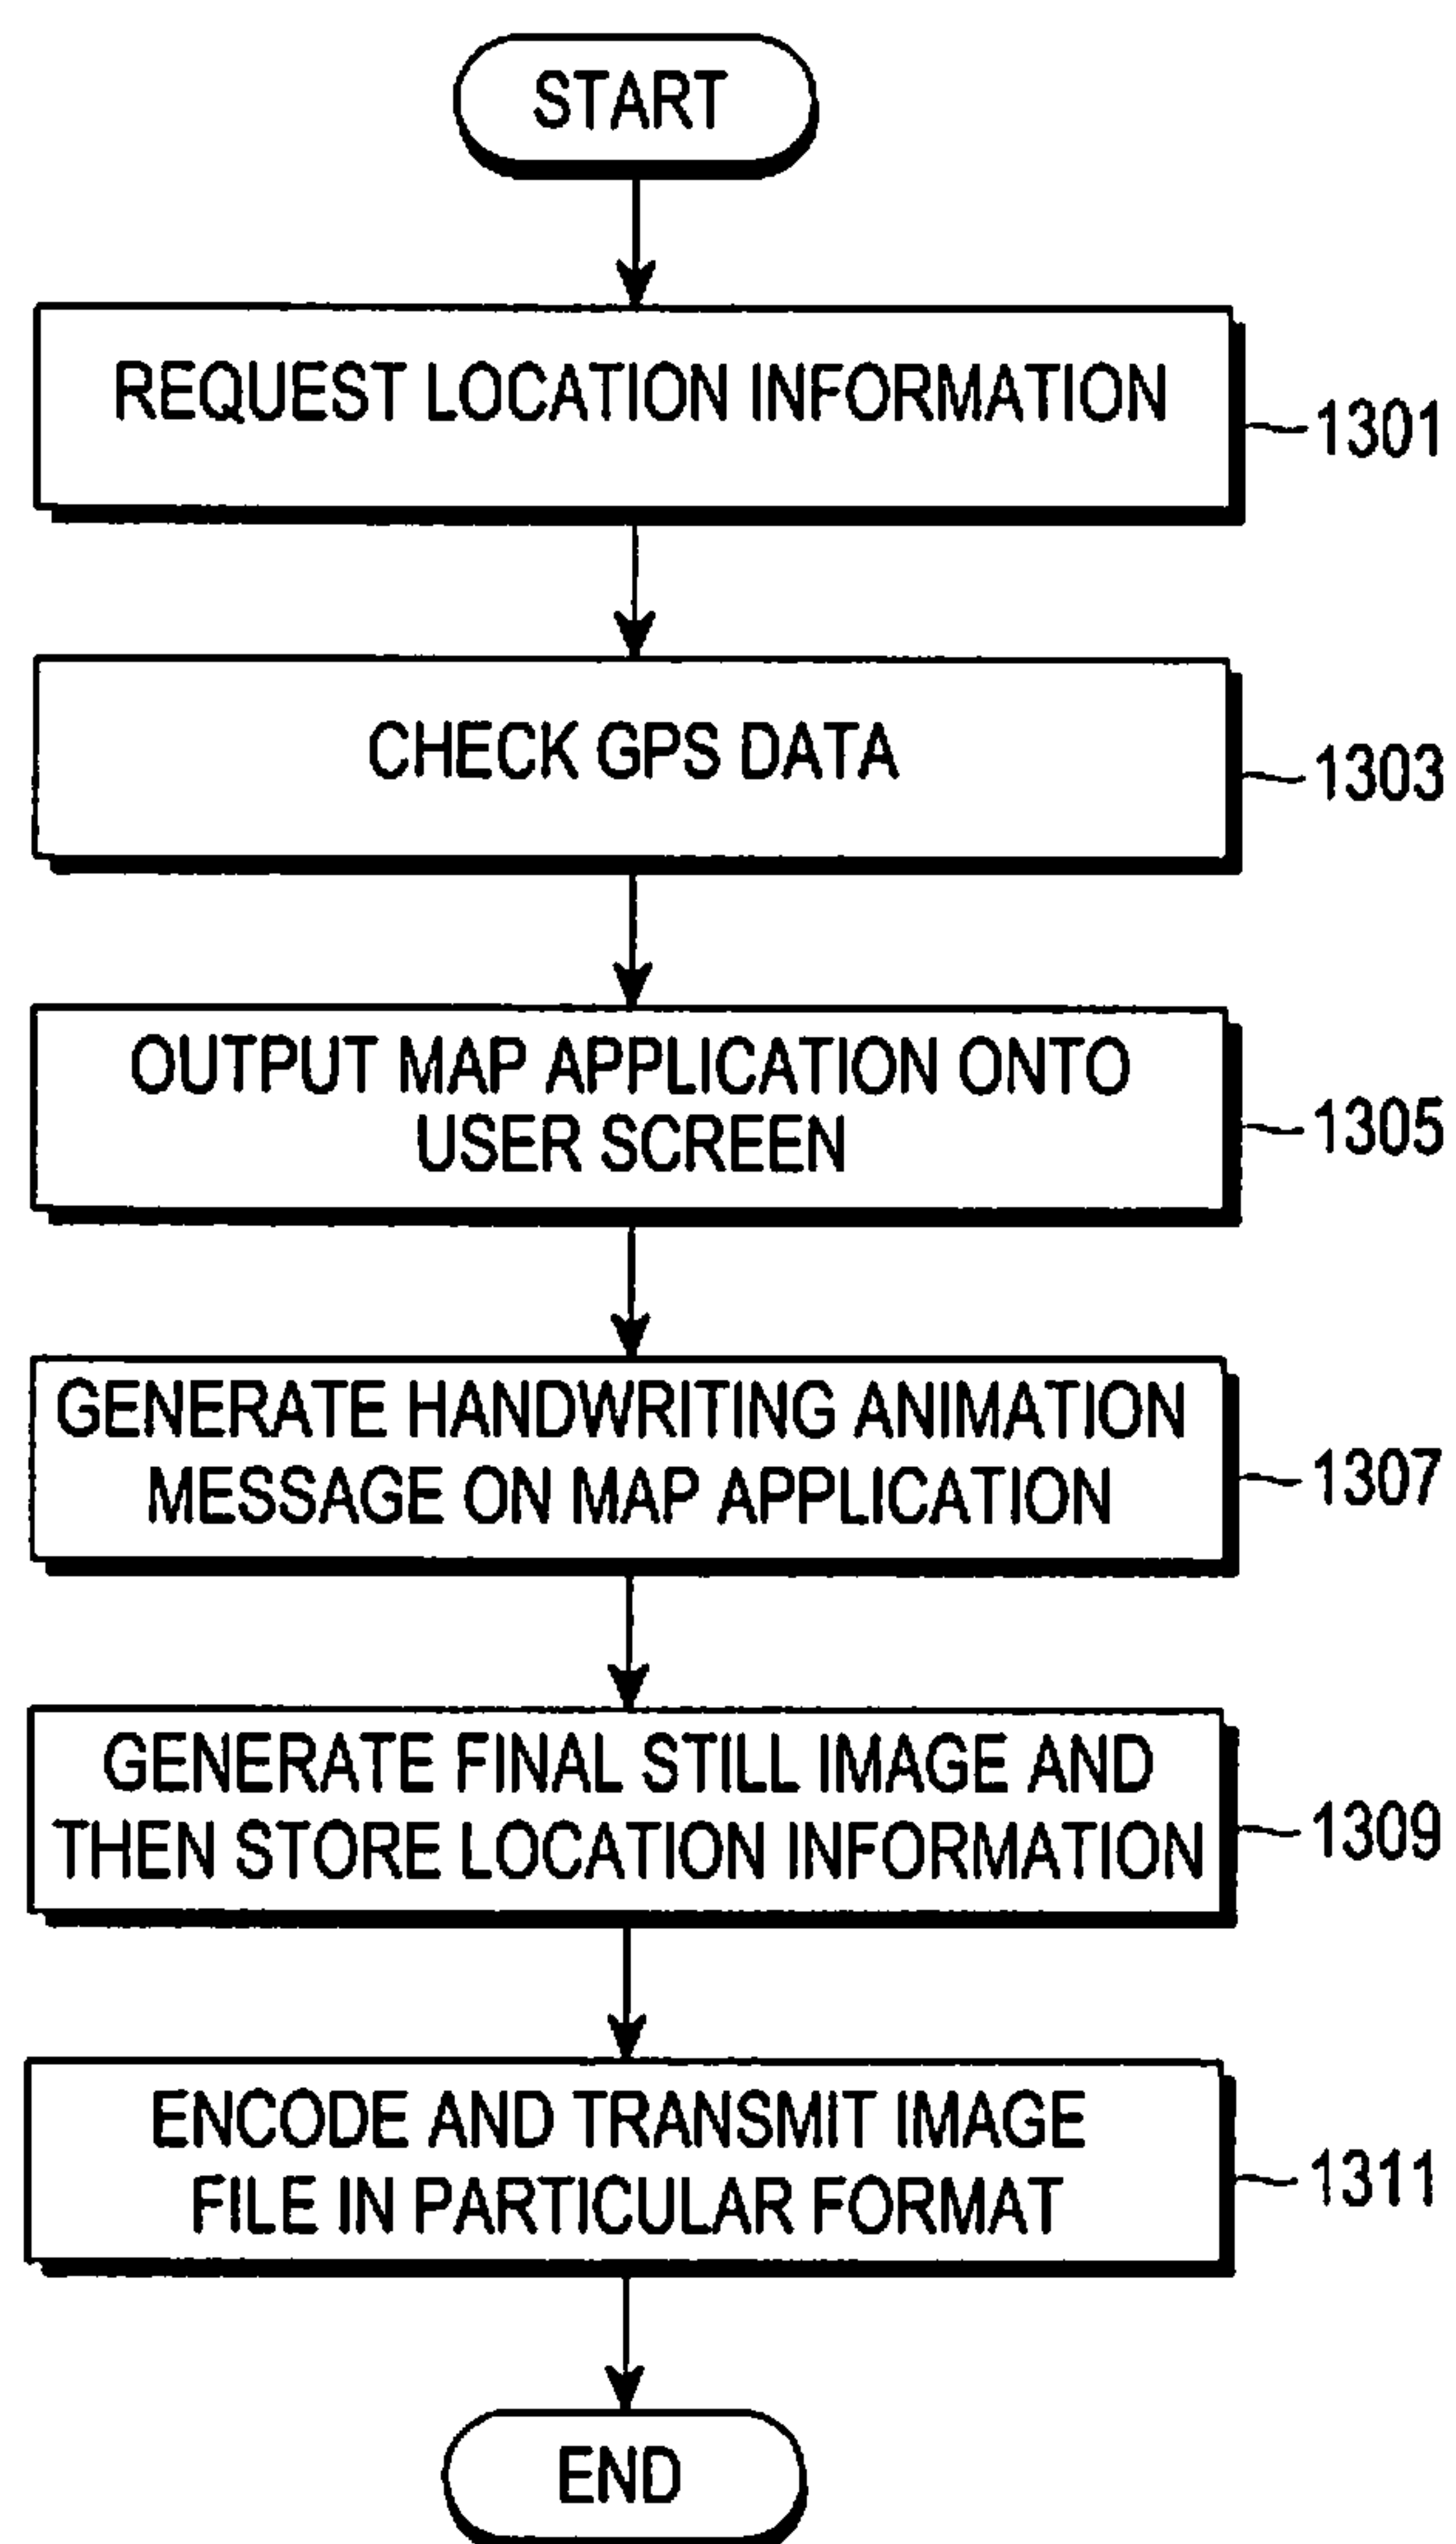 START
REQUEST LOCATION INFORMATION
1301
CHECK GPS DATA
1303
OUTPUT MAP APPLICATION ONTO
USER SCREEN
1305
GENERATE HANDWRITING ANIMATION
MESSAGE ON MAP APPLICATION
1307
GENERATE FINAL STILL IMAGE AND
THEN STORE LOCATION INFORMATION
1309
ENCODE AND TRANSMIT IMAGE
FILE IN PARTICULAR FORMAT
1311
END